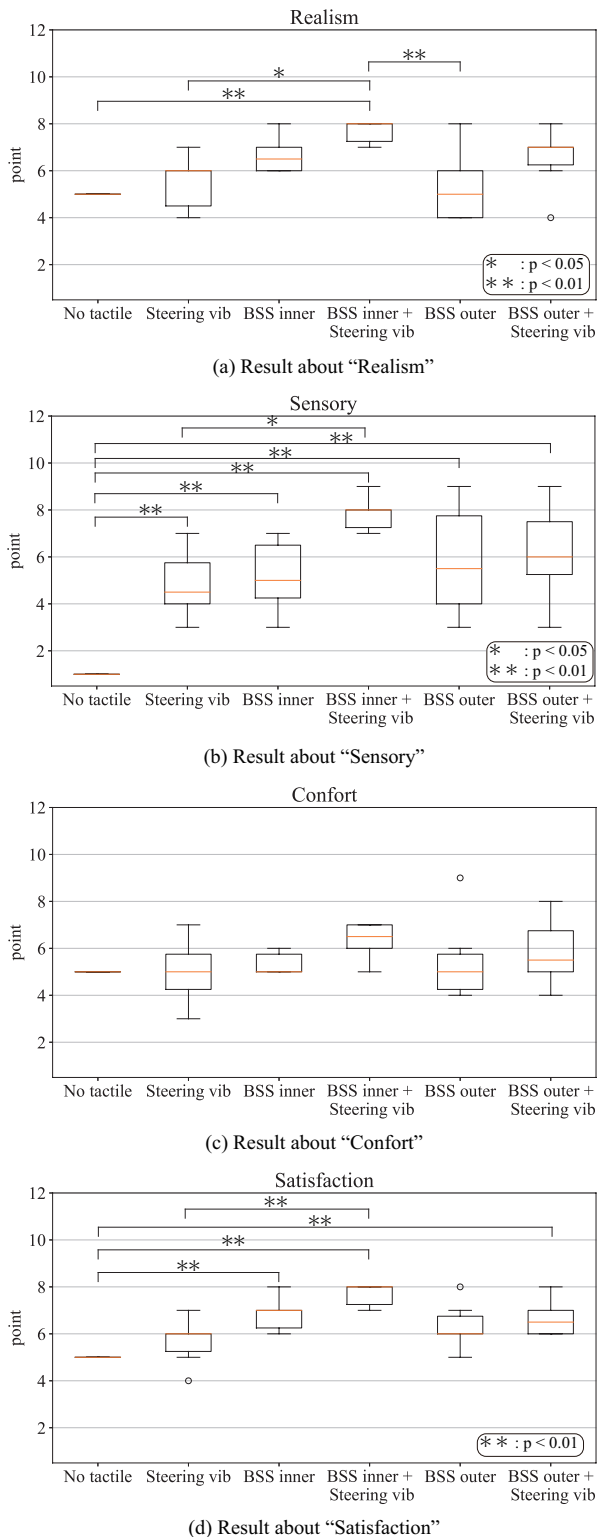 Realism
12
10
8
6
4
2
point
**
*
**
* : p < 0.05
** : p < 0.01
No tactile Steering vib BSS inner BSS inner + Steering vib BSS outer BSS outer + Steering vib
(a) Result about “Realism”
Sensory
12
10
8
6
4
2
point
*
**
**
**
**
**
* : p < 0.05
** : p < 0.01
No tactile Steering vib BSS inner BSS inner + Steering vib BSS outer BSS outer + Steering vib
(b) Result about “Sensory”
Confort
12
10
8
6
4
2
point
No tactile Steering vib BSS inner BSS inner + Steering vib BSS outer BSS outer + Steering vib
(c) Result about “Confort”
Satisfaction
12
10
8
6
4
2
point
**
**
**
**
** : p < 0.01
No tactile Steering vib BSS inner BSS inner + Steering vib BSS outer BSS outer + Steering vib
(d) Result about “Satisfaction”